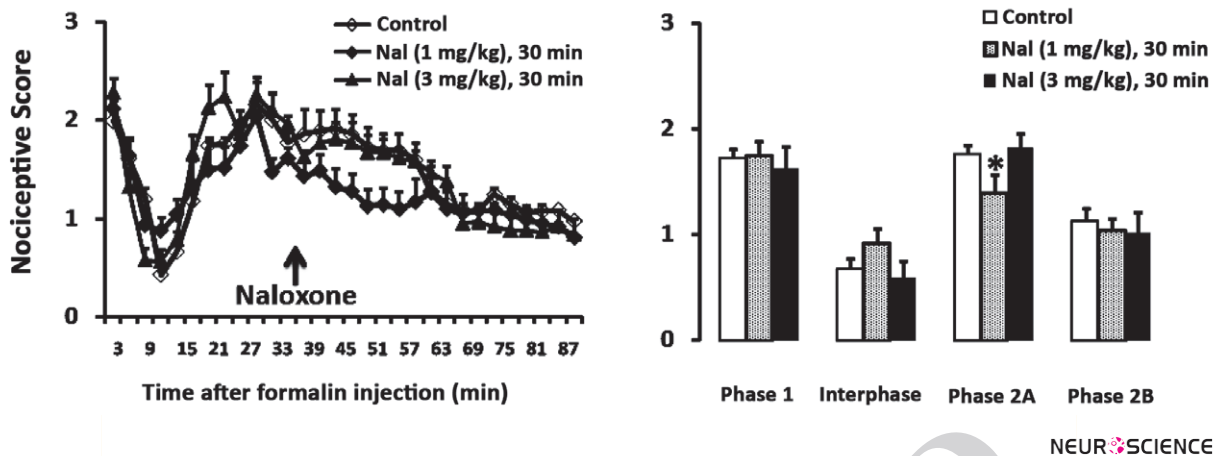 Nociceptive Score
3
2
1
0
Control
Nal (1 mg/kg), 30 min
Nal (3 mg/kg), 30 min
Naloxone
3 9 15 21 27 33 39 45 51 57 63 69 75 81 87
Time after formalin injection (min)
3
2
1
0
Control
Nal (1 mg/kg), 30 min
Nal (3 mg/kg), 30 min
*
Phase 1 Interphase Phase 2A Phase 2B
NEUROSCIENCE